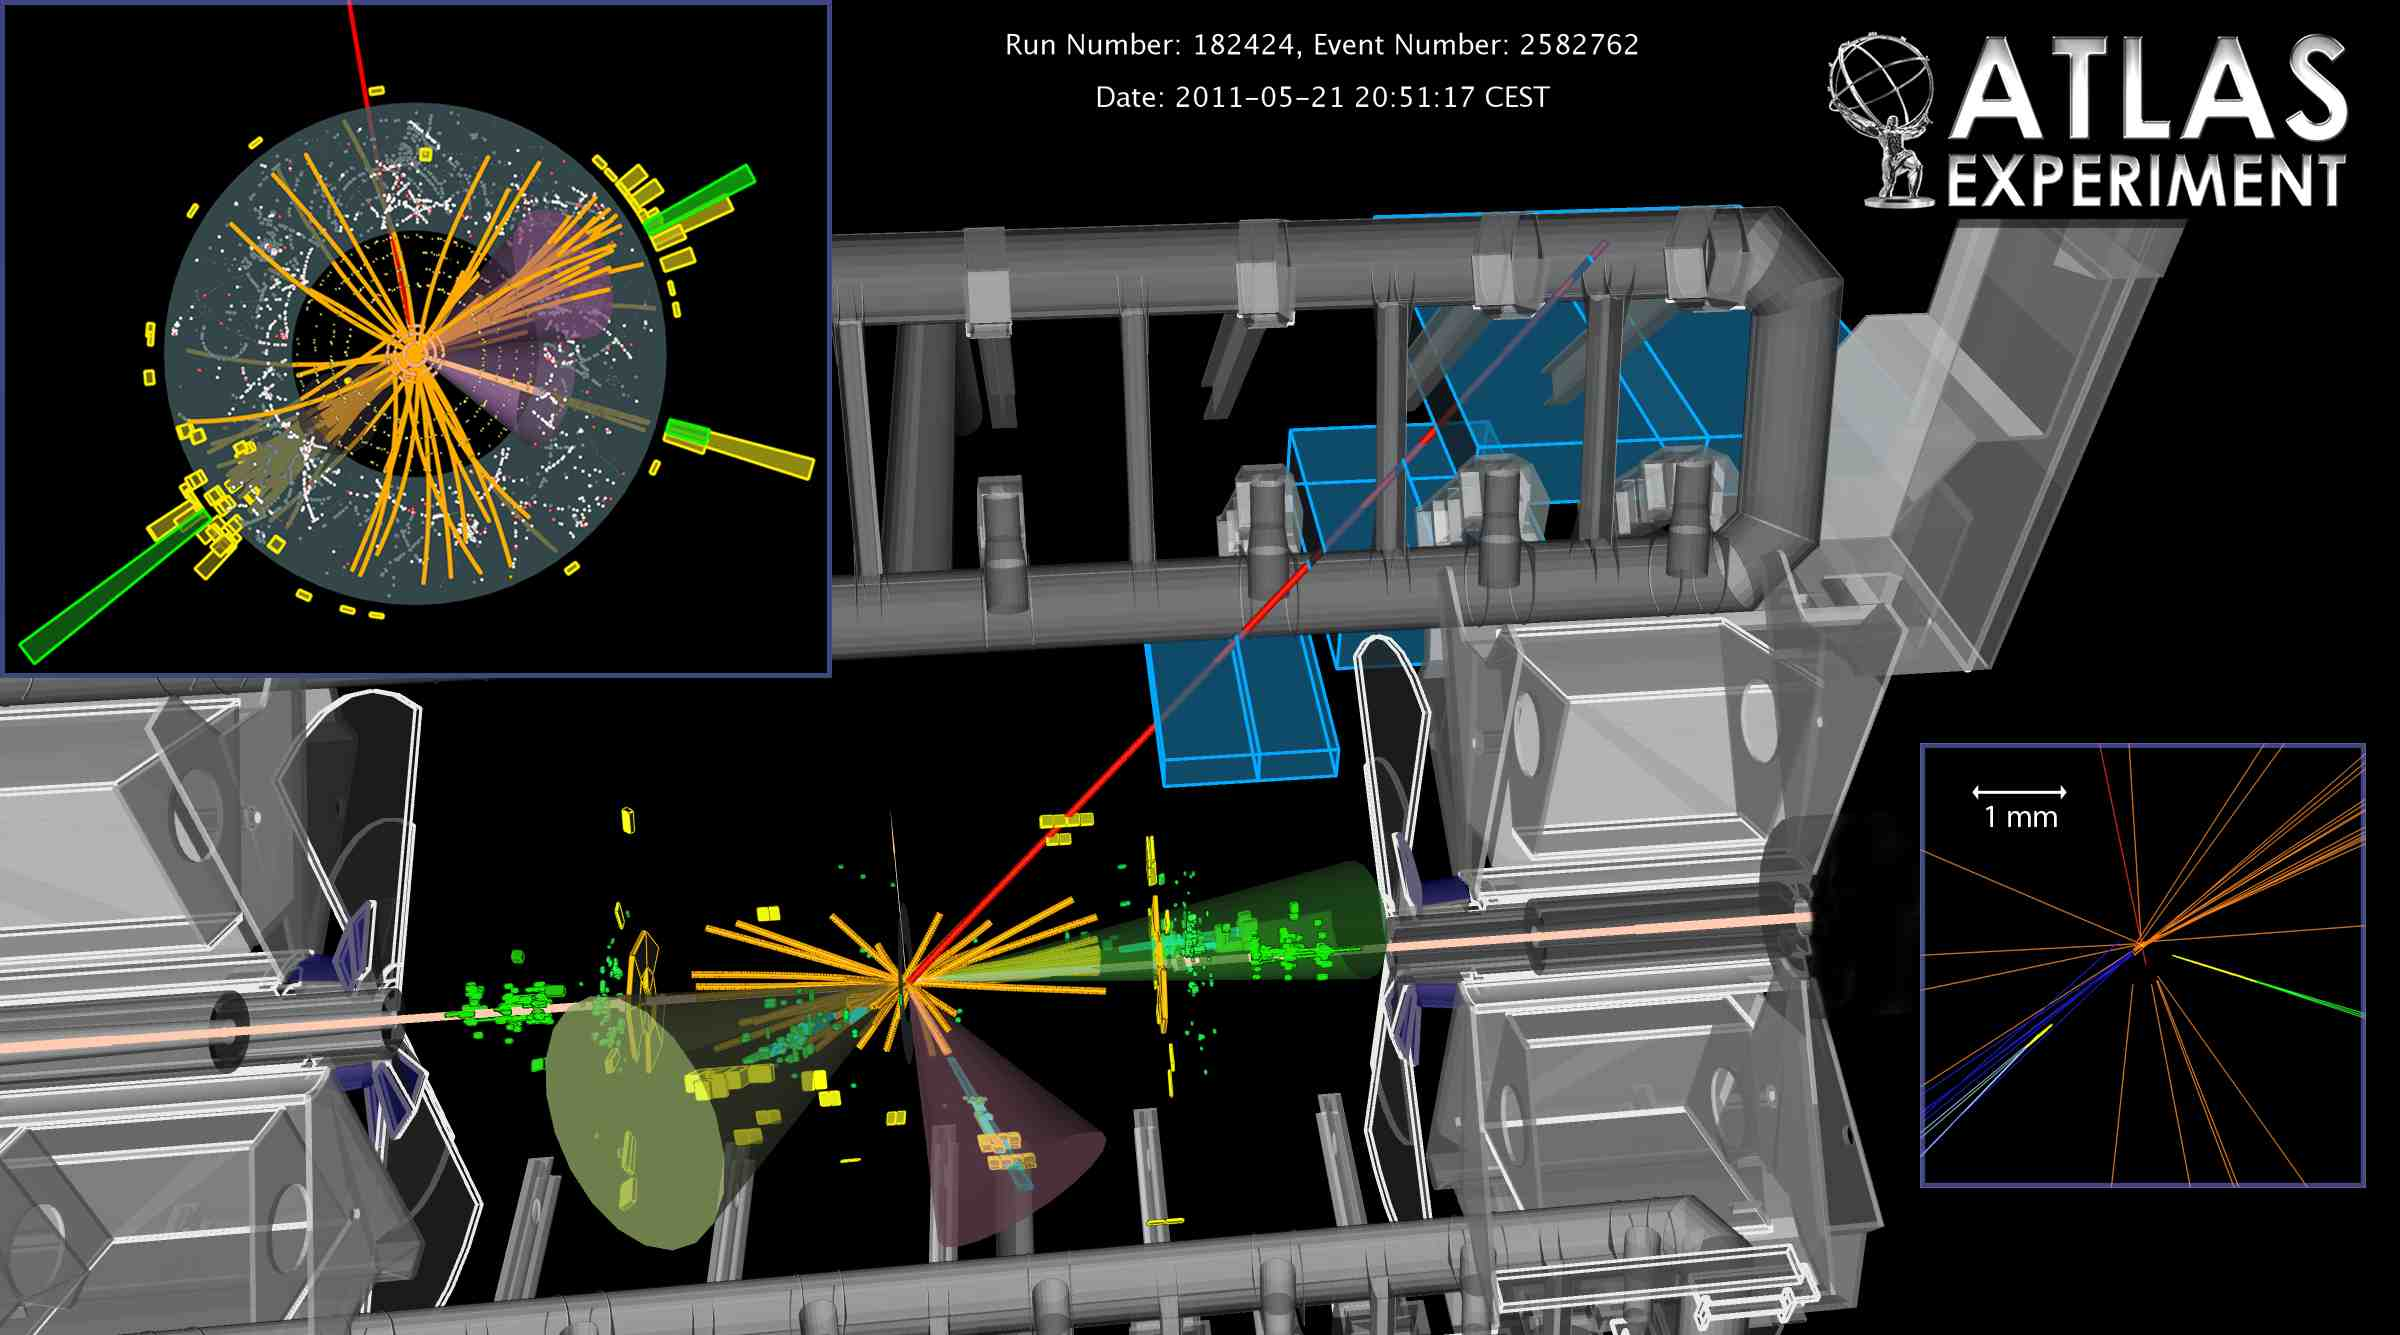 Run Number: 182424, Event Number: 2582762
Date: 2011-05-21 20:51:17 CEST
ATLAS
EXPERIMENT
1 mm